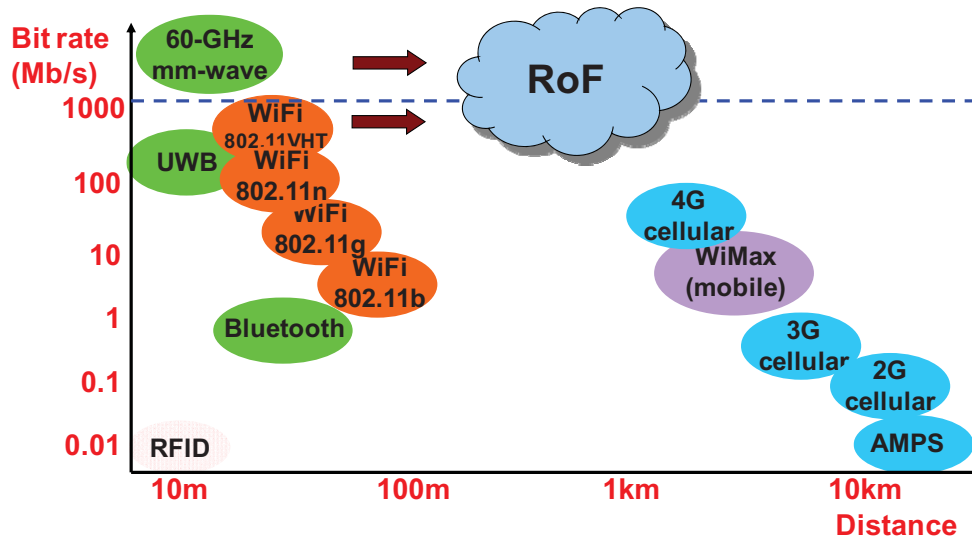 Bit rate
(Mb/s)
1000
100
10
1
0.1
0.01
60-GHz
mm-wave
RoF
WiFi
802.11VHT
UWB
WiFi
802.11n
WiFi
802.11g
WiFi
802.11b
Bluetooth
RFID
4G
cellular
WiMax
(mobile)
3G
cellular
2G
cellular
AMPS
10m
100m
1km
10km
Distance